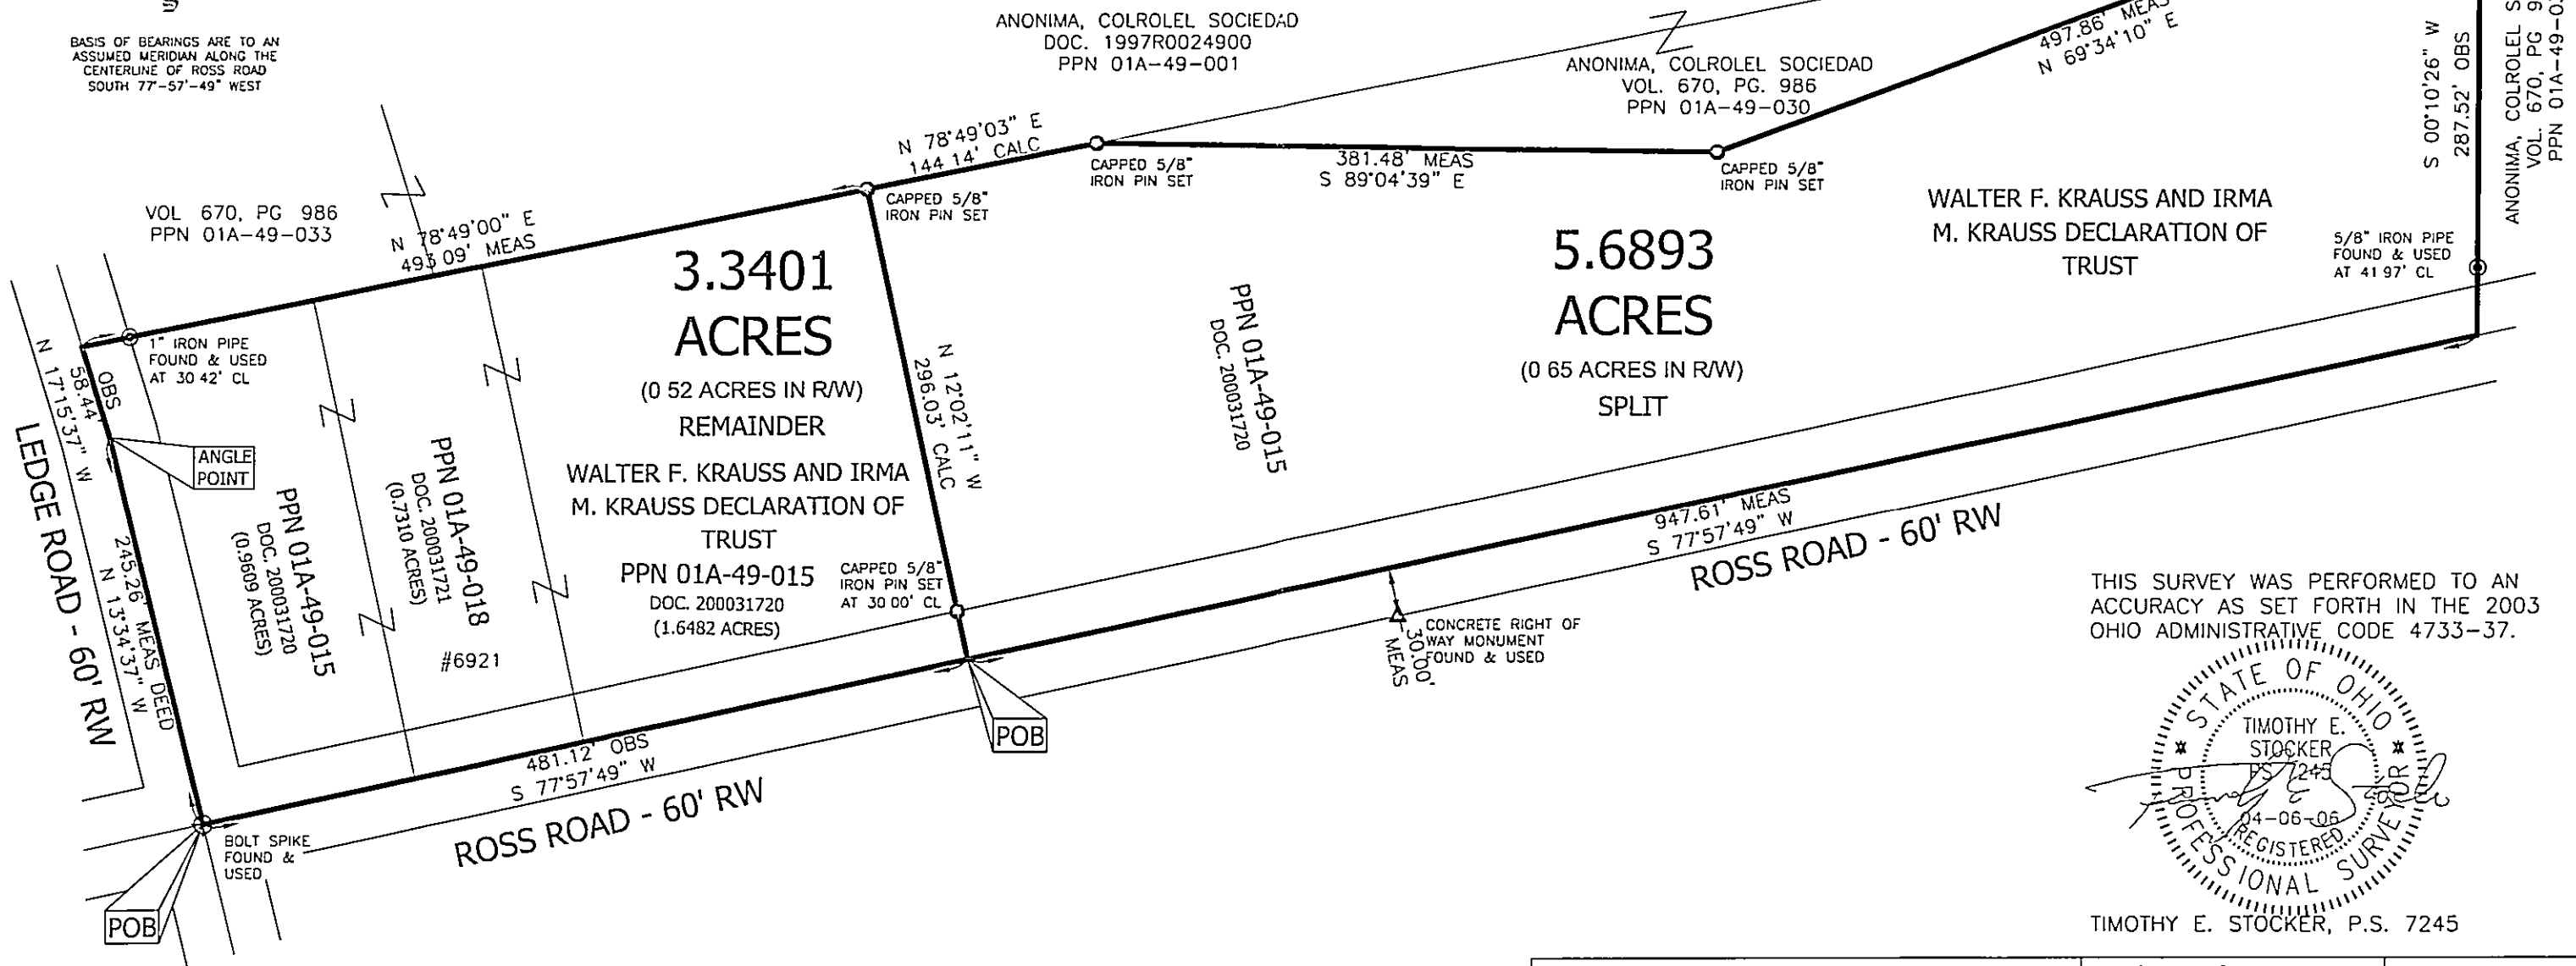 S
BASIS OF BEARINGS ARE TO AN
ASSUMED MERIDIAN ALONG THE
CENTERLINE OF ROSS ROAD
SOUTH 77°-57'-49" WEST
ANONIMA, COLROLEL SOCIEDAD
DOC. 1997R0024900
PPN 01A-49-001
ANONIMA, COLROLEL SOCIEDAD
VOL. 670, PG. 986
PPN 01A-49-030
497.86' MEAS
N 69°34'10" E
S 00°10'26" W
287.52' OBS
ANONIMA, COLROLEL S
VOL. 670, PG 9
PPN 01A-49-03
VOL 670, PG 986
PPN 01A-49-033
N 78°49'00" E
493 09' MEAS
N 78°49'03" E
144 14' CALC
CAPPED 5/8"
IRON PIN SET
CAPPED 5/8"
IRON PIN SET
381.48' MEAS
S 89°04'39" E
CAPPED 5/8"
IRON PIN SET
WALTER F. KRAUSS AND IRMA
M. KRAUSS DECLARATION OF
TRUST
5/8" IRON PIPE
FOUND & USED
AT 41 97' CL
1" IRON PIPE
FOUND & USED
AT 30 42' CL
58.44' OBS
N 17°15'37" W
LEDGE ROAD - 60' RW
ANGLE
POINT
245.26' MEAS DEED
N 13°34'37" W
PPN 01A-49-015
DOC. 200031720
(0.9609 ACRES)
PPN 01A-49-018
DOC. 200031721
(0.7310 ACRES)
#6921
3.3401
ACRES
(0 52 ACRES IN R/W)
REMAINDER
WALTER F. KRAUSS AND IRMA
M. KRAUSS DECLARATION OF
TRUST
PPN 01A-49-015
DOC. 200031720
(1.6482 ACRES)
N 12°02'11" W
296.03' CALC
CAPPED 5/8"
IRON PIN SET
AT 30 00' CL
PPN 01A-49-015
DOC. 200031720
5.6893
ACRES
(0 65 ACRES IN R/W)
SPLIT
947.61' MEAS
S 77°57'49" W
ROSS ROAD - 60' RW
CONCRETE RIGHT OF
WAY MONUMENT
FOUND & USED
30.00'
MEAS
POB
481.12' OBS
S 77°57'49" W
ROSS ROAD - 60' RW
BOLT SPIKE
FOUND &
USED
POB
THIS SURVEY WAS PERFORMED TO AN
ACCURACY AS SET FORTH IN THE 2003
OHIO ADMINISTRATIVE CODE 4733-37.
STATE OF OHIO
TIMOTHY E.
STOCKER
PS 7245
04-06-06
REGISTERED
PROFESSIONAL SURVEYOR
TIMOTHY E. STOCKER, P.S. 7245